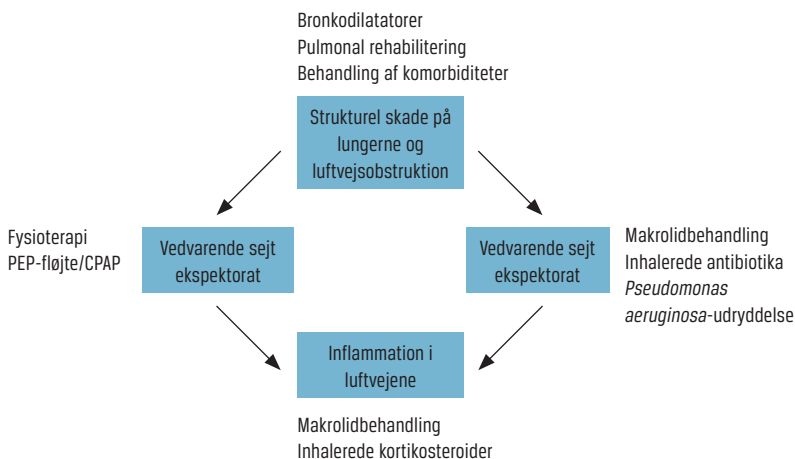 Bronkodilatatorer
Pulmonal rehabilitering
Behandling af komorbiditeter
Strukturel skade på
lungerne og
luftvejsobstruktion
Fysioterapi
PEP-fløjte/CPAP
Vedvarende sejt
ekspektorat
Vedvarende sejt
ekspektorat
Makrolidbehandling
Inhalerede antibiotika
Pseudomonas
aeruginosa-udryddelse
Inflammation i
luftvejene
Makrolidbehandling
Inhalerede kortikosteroider